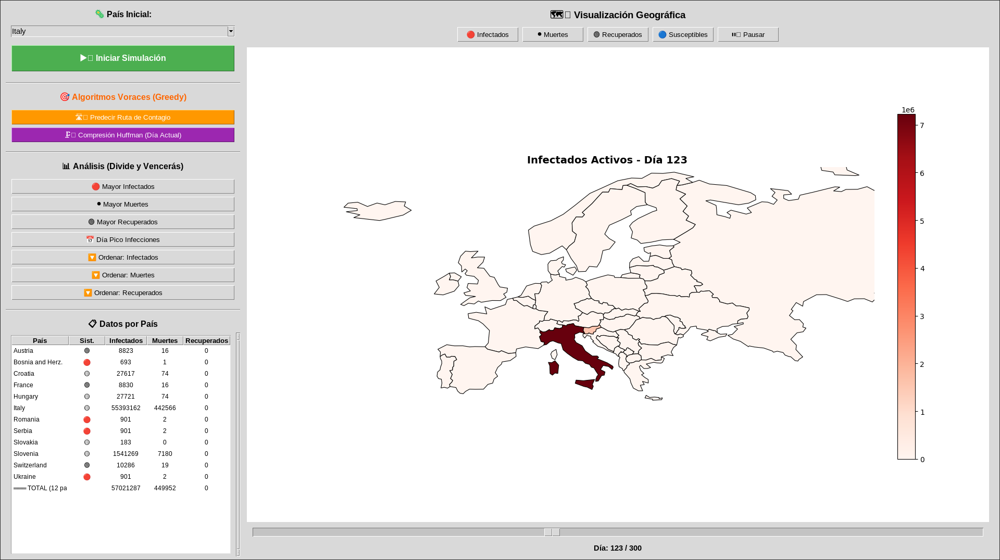 País Inicial:
Italy
Iniciar Simulación
Algoritmos Voraces (Greedy)
Predecir Ruta de Contagio
Compresión Huffman (Día Actual)
Análisis (Divide y Vencerás)
Mayor Infectados
Mayor Muertes
Mayor Recuperados
Día Pico Infecciones
Ordenar: Infectados
Ordenar: Muertes
Ordenar: Recuperados
Datos por País
País Sist. Infectados Muertes Recuperados
Austria 8823 16 0
Bosnia and Herz. 693 1 0
Croatia 27617 74 0
France 8830 16 0
Hungary 27721 74 0
Italy 55393162 442566 0
Romania 901 2 0
Serbia 901 2 0
Slovakia 183 0 0
Slovenia 1541269 7180 0
Switzerland 10286 19 0
Ukraine 901 2 0
═══ TOTAL (12 pa 57021287 449952 0
Visualización Geográfica
Infectados Muertes Recuperados Susceptibles Pausar
Infectados Activos - Día 123
1e6
7
6
5
4
3
2
1
0
Día: 123 / 300